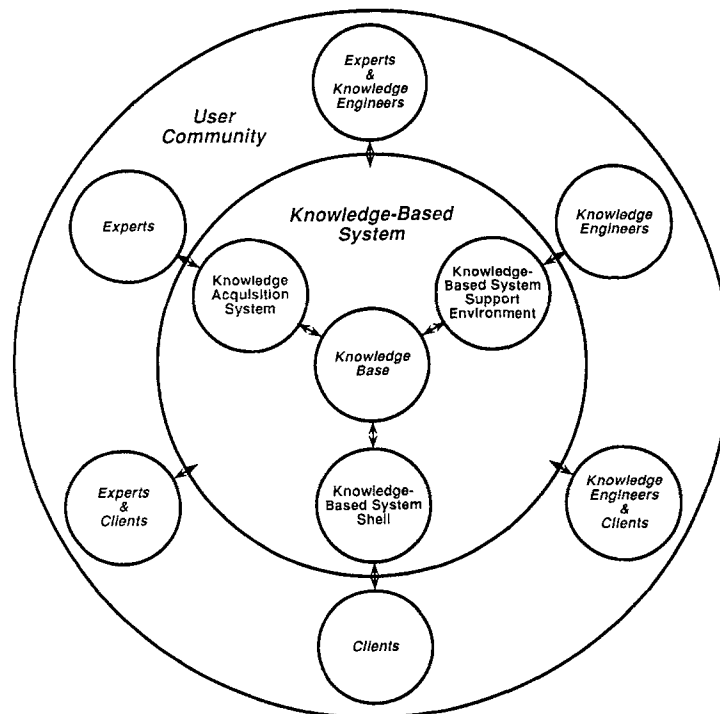 Experts
&
Knowledge
Engineers
User
Community
Experts
Knowledge-Based
System
Knowledge
Engineers
Knowledge
Acquisition
System
Knowledge-
Based System
Support
Environment
Knowledge
Base
Experts
&
Clients
Knowledge-
Based System
Shell
Knowledge
Engineers
&
Clients
Clients